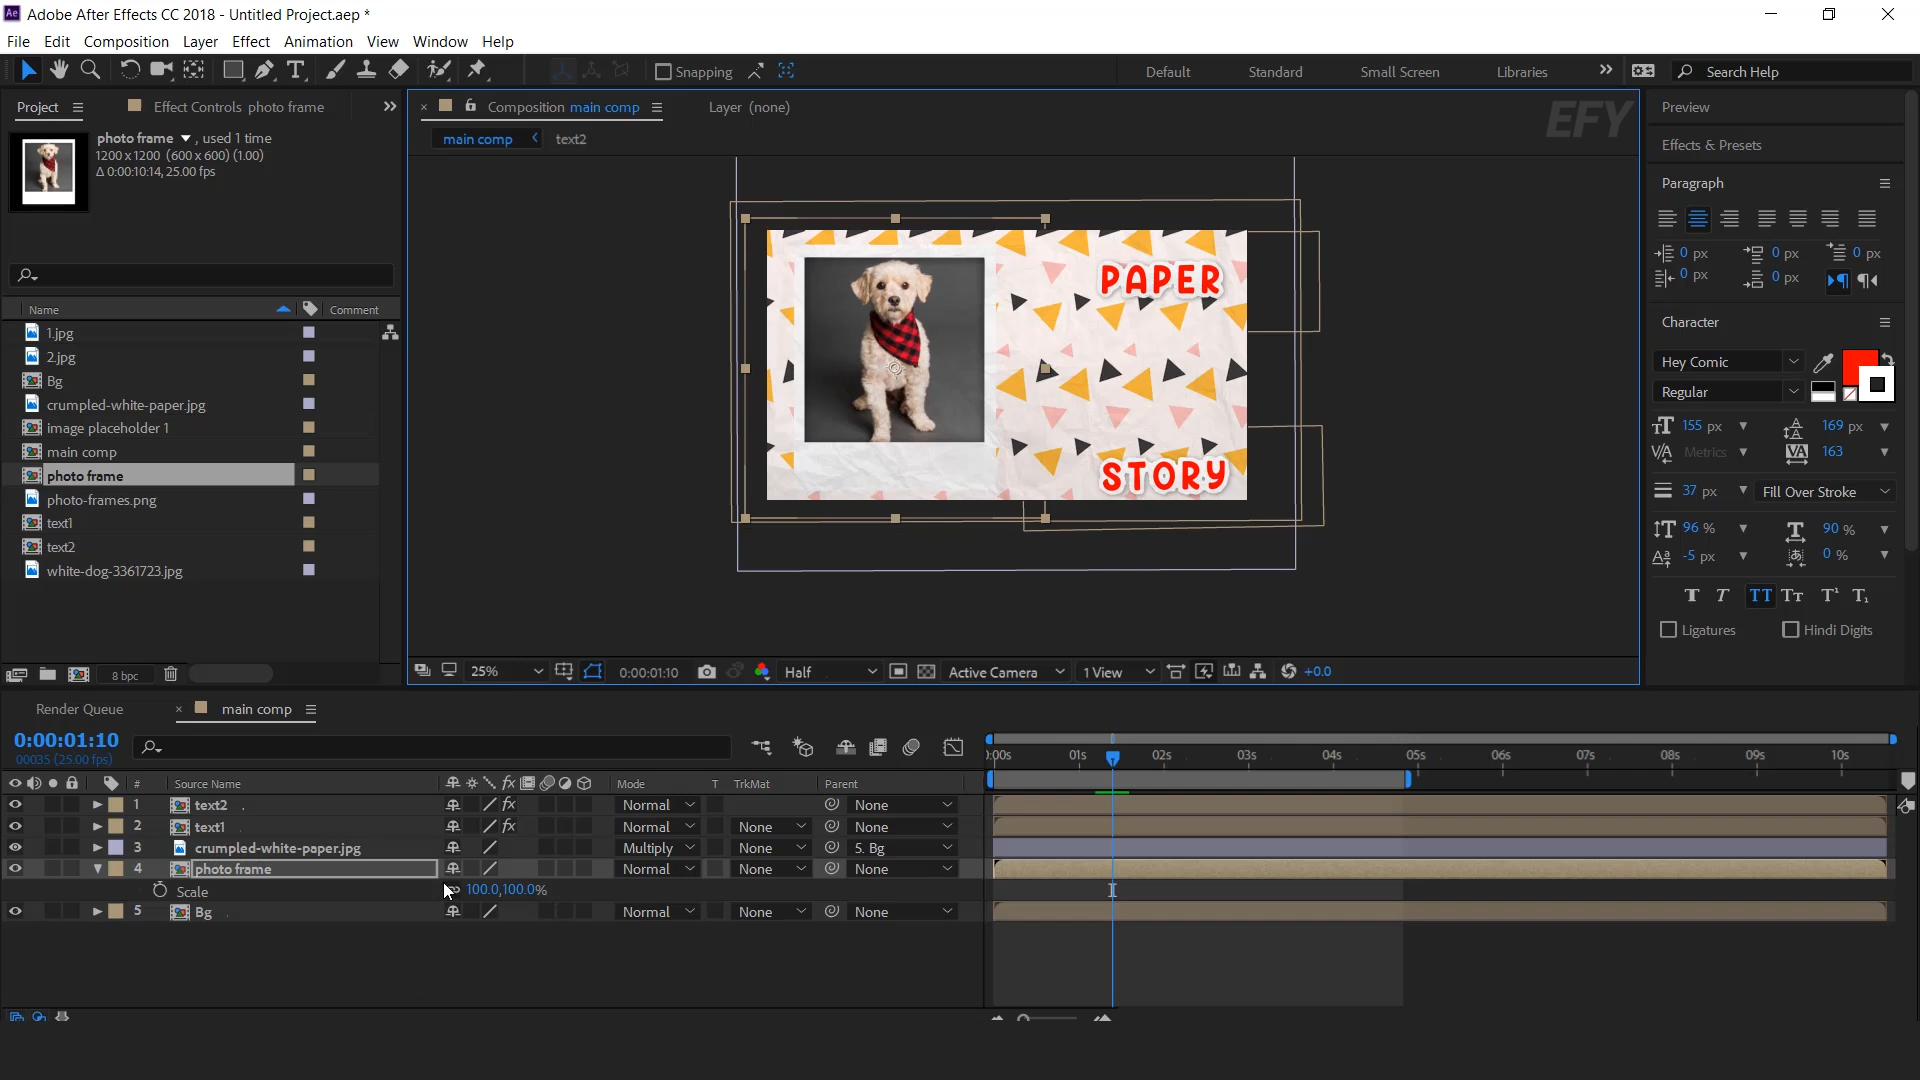 Ae Adobe After Effects CC 2018 - Untitled Project.aep *
File Edit Composition Layer Effect Animation View Window Help
Snapping Default Standard Small Screen Libraries Search Help
Project Effect Controls photo frame
Composition main comp Layer (none)
EFY
main comp text2
photo frame , used 1 time
1200 x 1200 (600 x 600) (1.00)
Δ 0:00:10:14, 25.00 fps
Name Comment
1.jpg
2.jpg
Bg
crumpled-white-paper.jpg
image placeholder 1
main comp
photo frame
photo-frames.png
text1
text2
white-dog-3361723.jpg
8 bpc
PAPER
STORY
25% 0:00:01:10 Half Active Camera 1 View +0.0
Preview
Effects & Presets
Paragraph
0 px 0 px 0 px
0 px 0 px
Character
Hey Comic
Regular
155 px 169 px
Metrics 163
37 px Fill Over Stroke
96 % 90 %
-5 px 0 %
T T TT Tт T¹ T₁
Ligatures Hindi Digits
Render Queue main comp
0:00:01:10
00035 (25.00 fps)
:00s 01s 02s 03s 04s 05s 06s 07s 08s 09s 10s
# Source Name fx Mode T TrkMat Parent
1 text2 fx Normal None
2 text1 fx Normal None None
3 crumpled-white-paper.jpg Multiply None 5. Bg
4 photo frame Normal None None
Scale 100.0,100.0%
5 Bg Normal None None